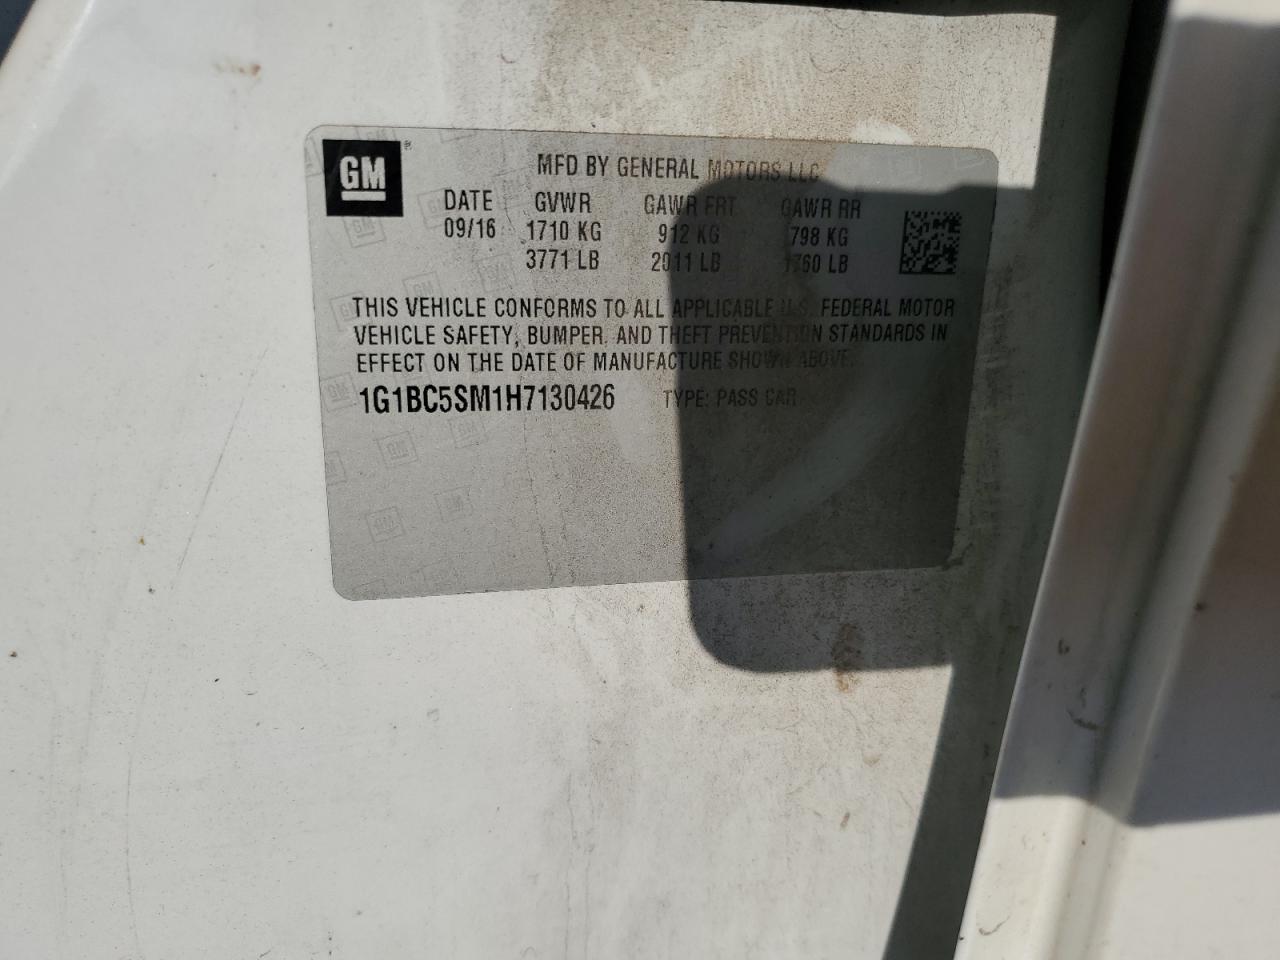 GM ®
MFD BY GENERAL MOTORS LLC
DATE GVWR GAWR FRT GAWR RR
09/16 1710 KG 912 KG 798 KG
3771 LB 2011 LB 1760 LB
THIS VEHICLE CONFORMS TO ALL APPLICABLE U.S. FEDERAL MOTOR
VEHICLE SAFETY, BUMPER, AND THEFT PREVENTION STANDARDS IN
EFFECT ON THE DATE OF MANUFACTURE SHOWN ABOVE.
1G1BC5SM1H7130426 TYPE: PASS CAR